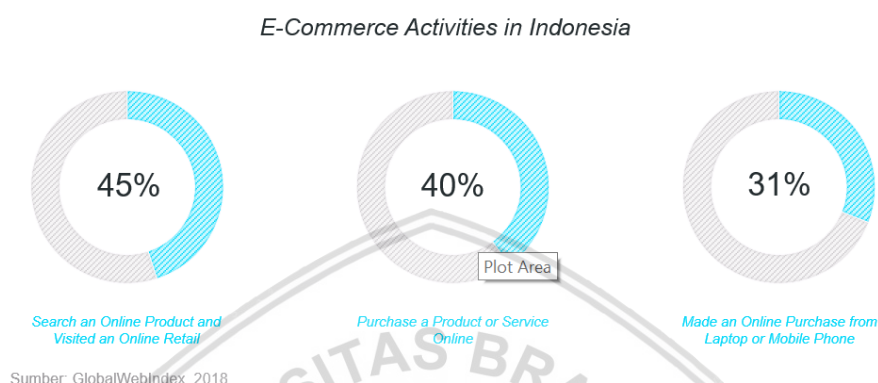 E-Commerce Activities in Indonesia
45%
40%
31%
Plot Area
Search an Online Product and
Visited an Online Retail
Purchase a Product or Service
Online
Made an Online Purchase from
Laptop or Mobile Phone
SITAS BRA
Sumber: GlobalWebIndex, 2018